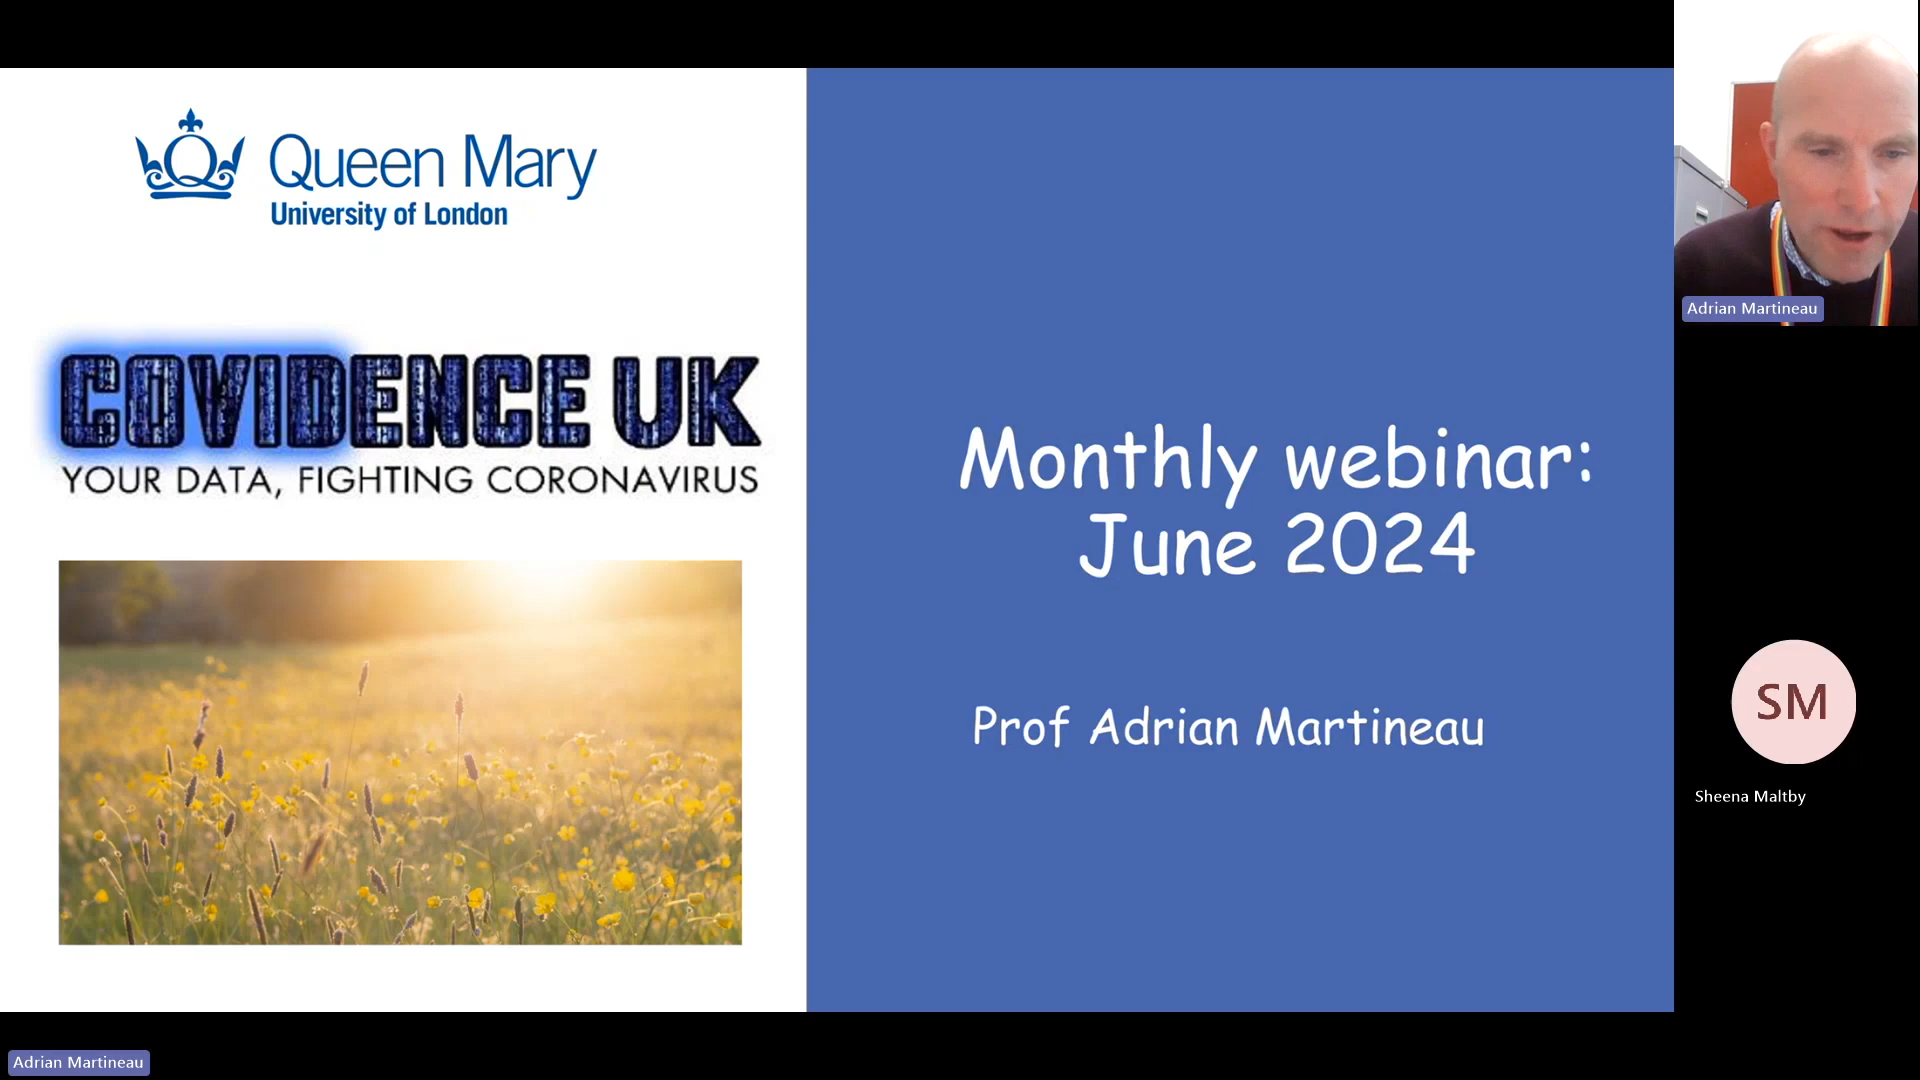 Queen Mary
University of London
COVIDENCE UK
YOUR DATA, FIGHTING CORONAVIRUS
Monthly webinar:
June 2024
Prof Adrian Martineau
Adrian Martineau
SM
Sheena Maltby
Adrian Martineau